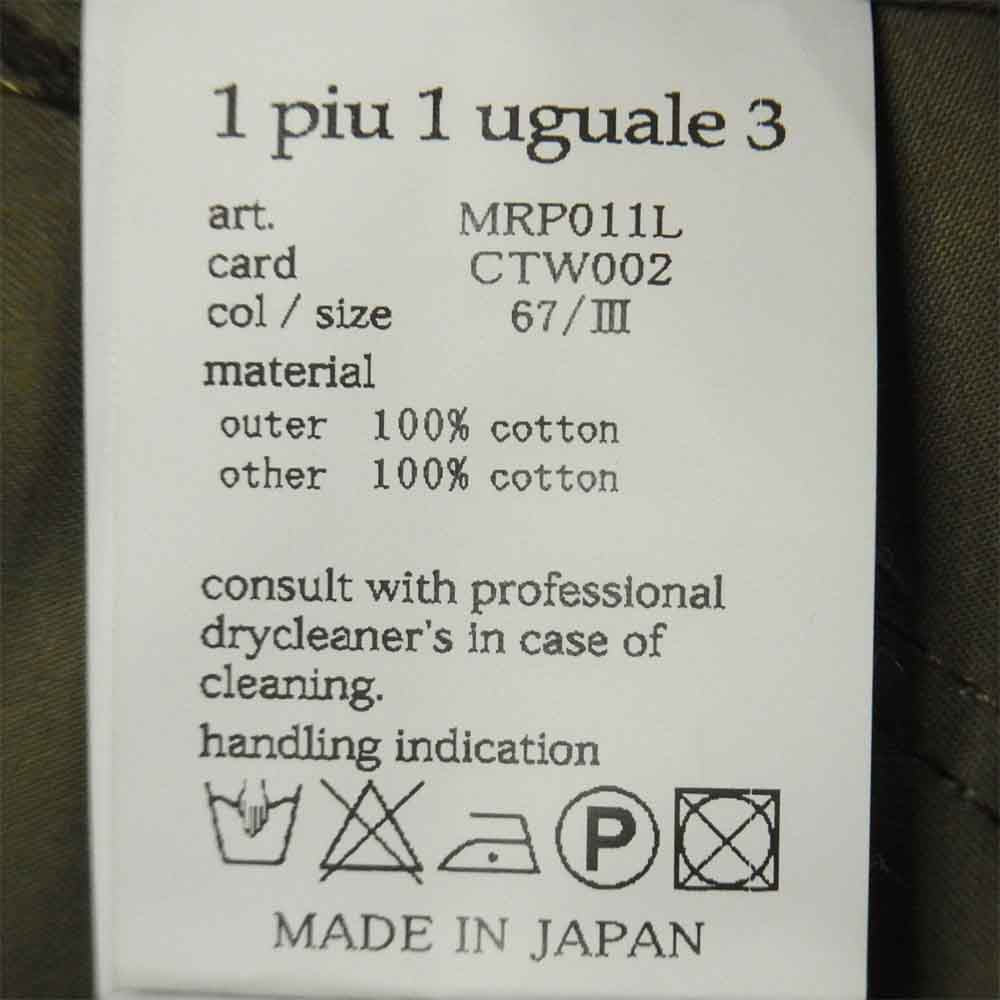 1 piu 1 uguale 3
art. MRP011L
card CTW002
col / size 67/Ⅲ
material
outer 100% cotton
other 100% cotton
consult with professional
drycleaner's in case of
cleaning.
handling indication
P
MADE IN JAPAN